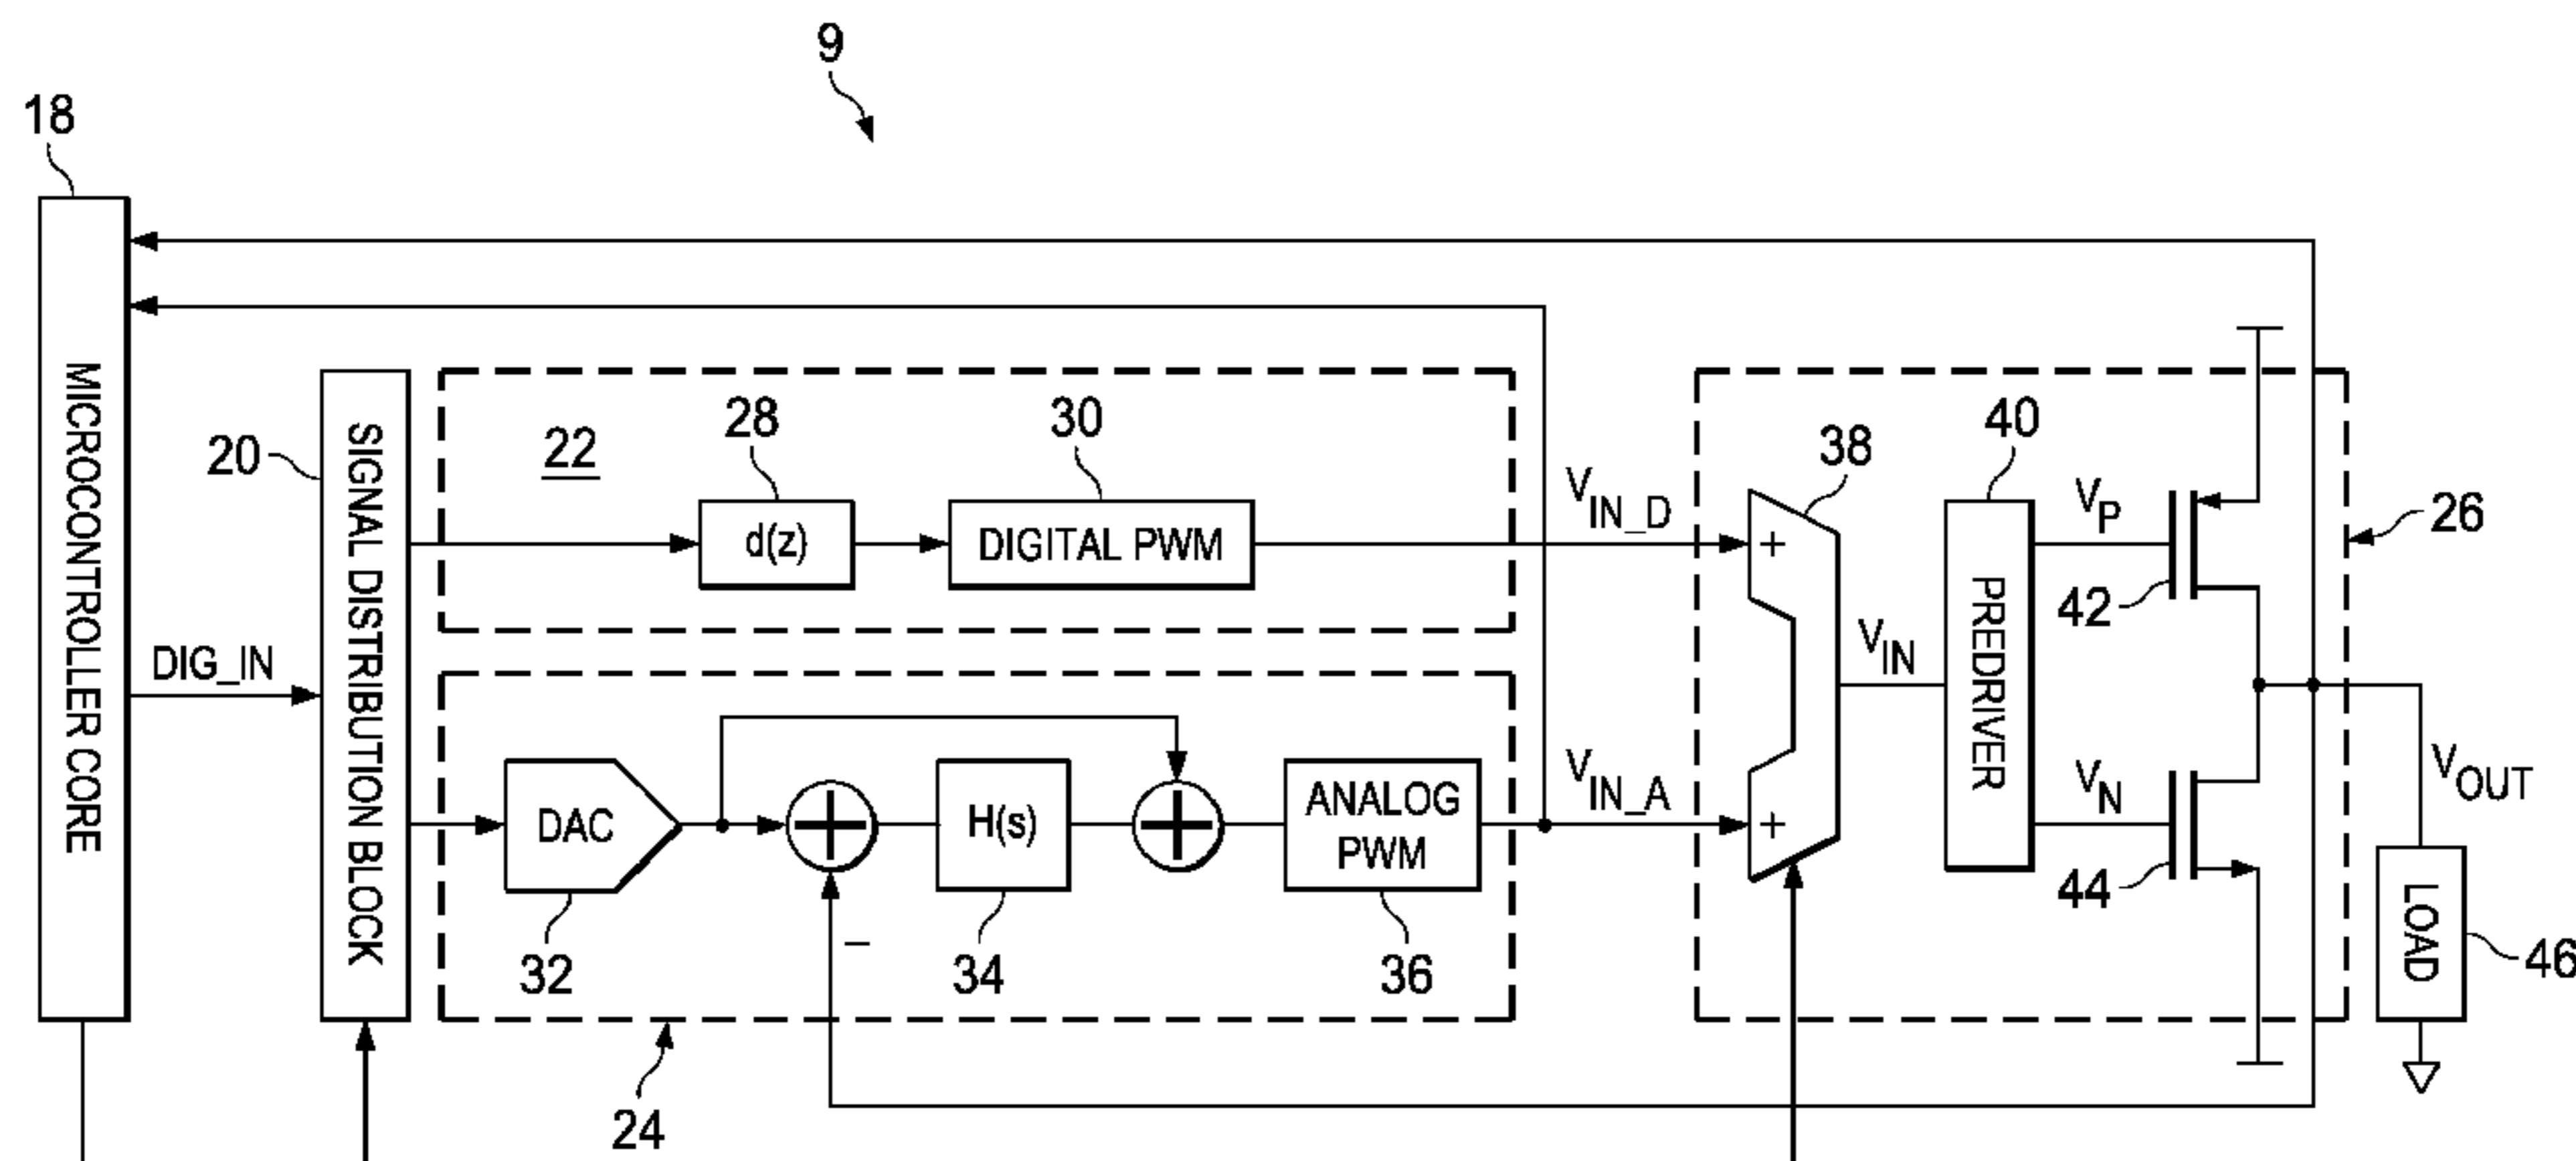 9
18
MICROCONTROLLER CORE
DIG_IN
20
SIGNAL DISTRIBUTION BLOCK
22
28
d(z)
30
DIGITAL PWM
V_IN_D
DAC
32
H(s)
34
ANALOG
PWM
36
24
V_IN_A
38
+
+
V_IN
40
PREDRIVER
V_P
42
V_N
44
26
V_OUT
LOAD
46
−